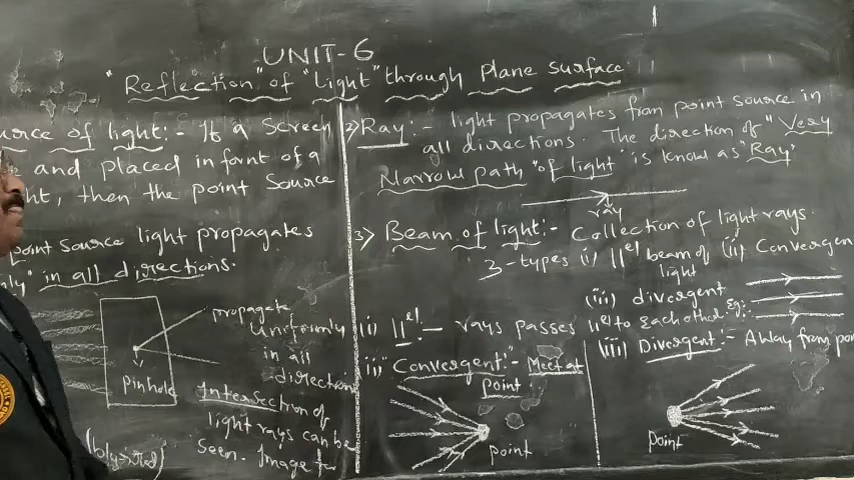 UNIT-6
"Reflection" of "Light" through Plane surface.
of light:- If a Screen
and placed in fornt of a
then the point Source
point Source light propagates
in all directions.
propagate
Uniformly
in all
directions
pinhole
Intersection of
light rays can be
Seen. Image
2) Ray:- light propagates from point source in
all directions. The direction of "Very
Narrow path "of light" is know as "Ray"
ray
3) Beam of light:- Collection of light rays.
3-types (i) ||el beam of (ii) Convergen
light
(iii) divergent
(i) ||el:- rays passes ||el to Each other Eg:-
ii) Convergent:- Meet at
point.
point
(iii) Divergent:- Away from poin
point